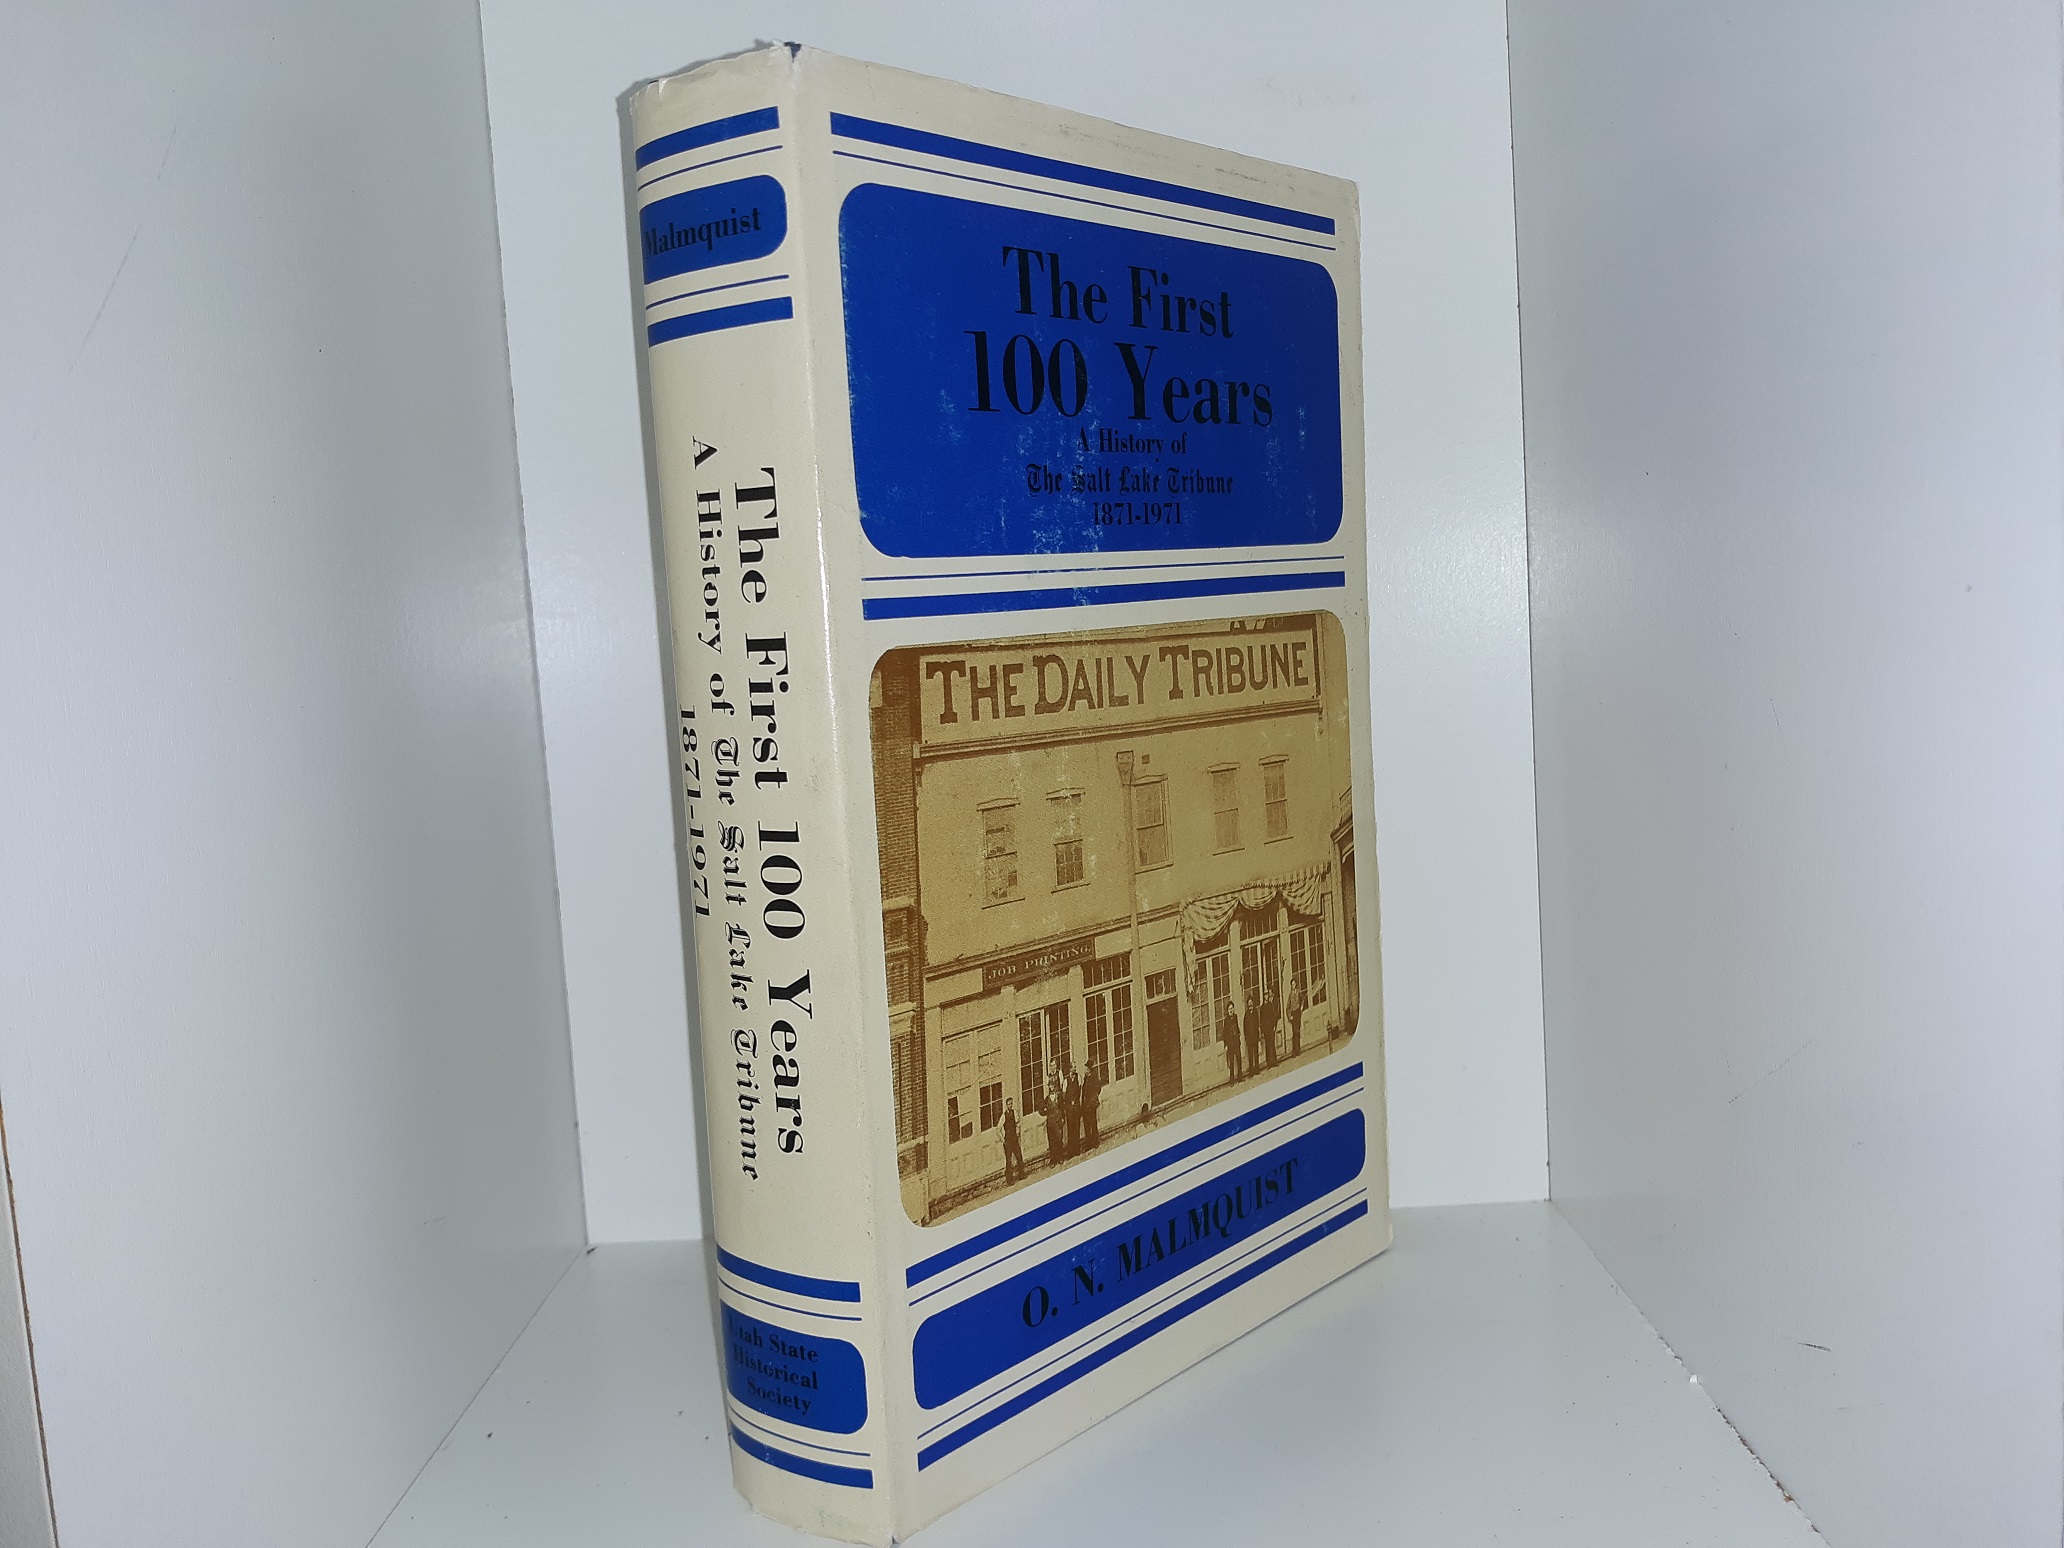 Malmquist
The First 100 Years
A History of The Salt Lake Tribune
1871-1971
Utah State
Historical
Society
The First
100 Years
A History of
The Salt Lake Tribune
1871-1971
THE DAILY TRIBUNE
JOB PRINTING.
O. N. MALMQUIST